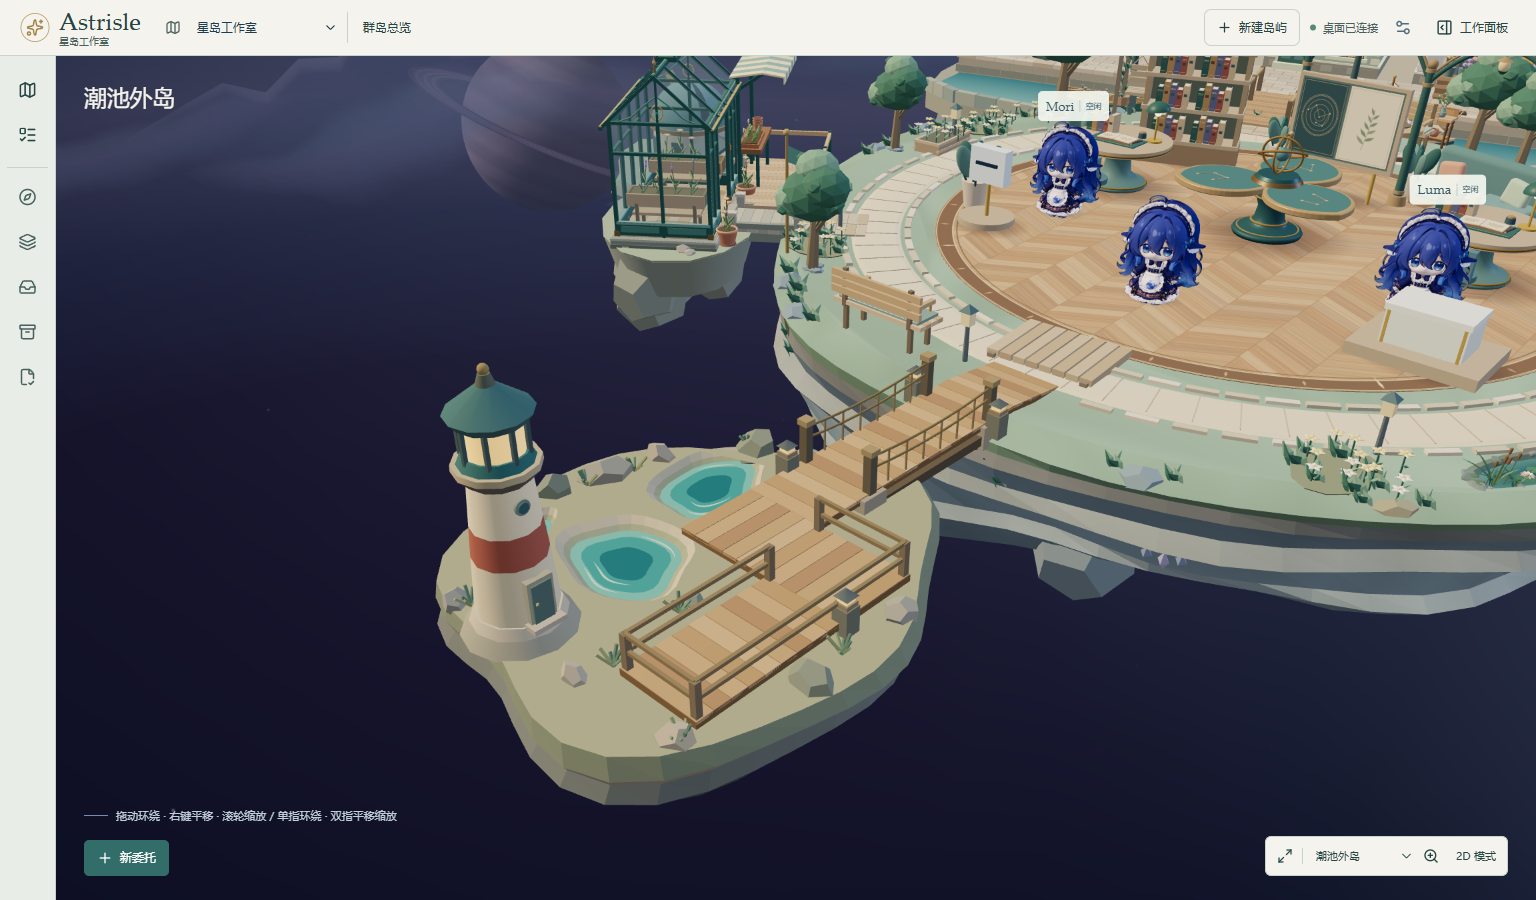 Astrisle
星岛工作室
星岛工作室
群岛总览
新建岛屿
桌面已连接
工作面板
潮池外岛
Mori 空闲
Luma 空闲
拖动环绕 · 右键平移 · 滚轮缩放 / 单指环绕 · 双指平移缩放
新委托
潮池外岛
2D 模式